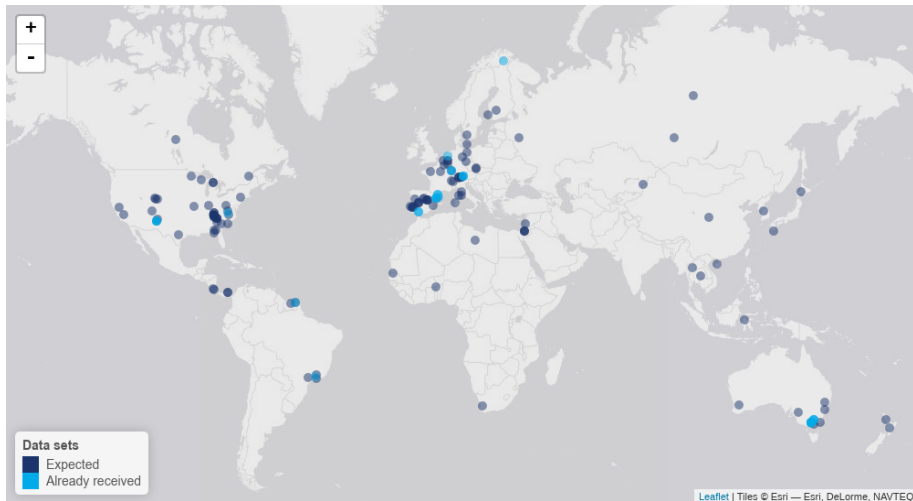 +
-
Data sets
Expected
Already received
Leaflet | Tiles © Esri — Esri, DeLorme, NAVTEQ